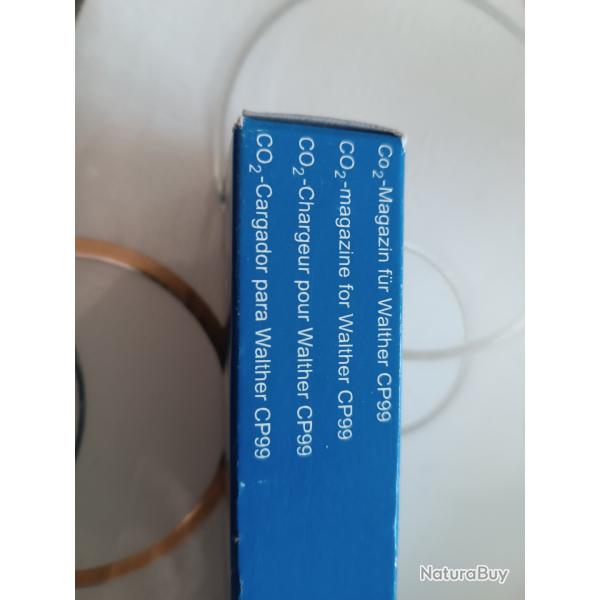 Co₂-Magazin für Walther CP99
CO₂-magazine for Walther CP99
CO₂-Chargeur pour Walther CP99
CO₂-Cargador para Walther CP99
NaturaBuy